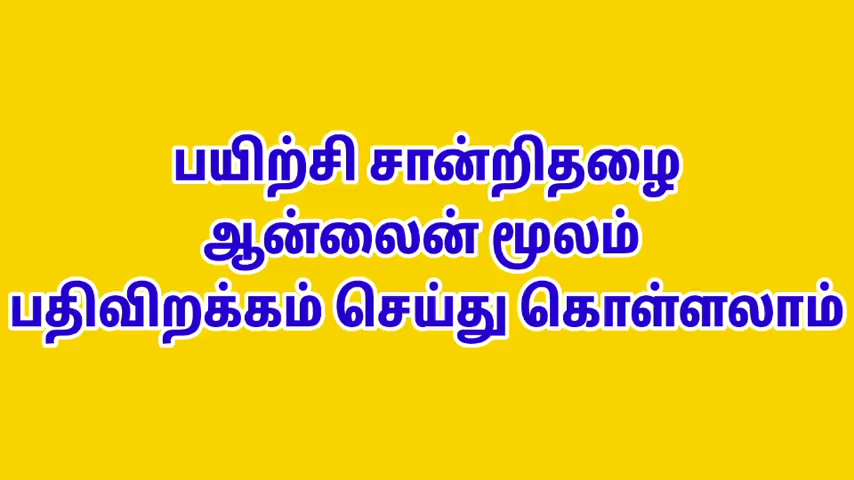 பயிற்சி சான்றிதழை
ஆன்லைன் மூலம்
பதிவிறக்கம் செய்து கொள்ளலாம்